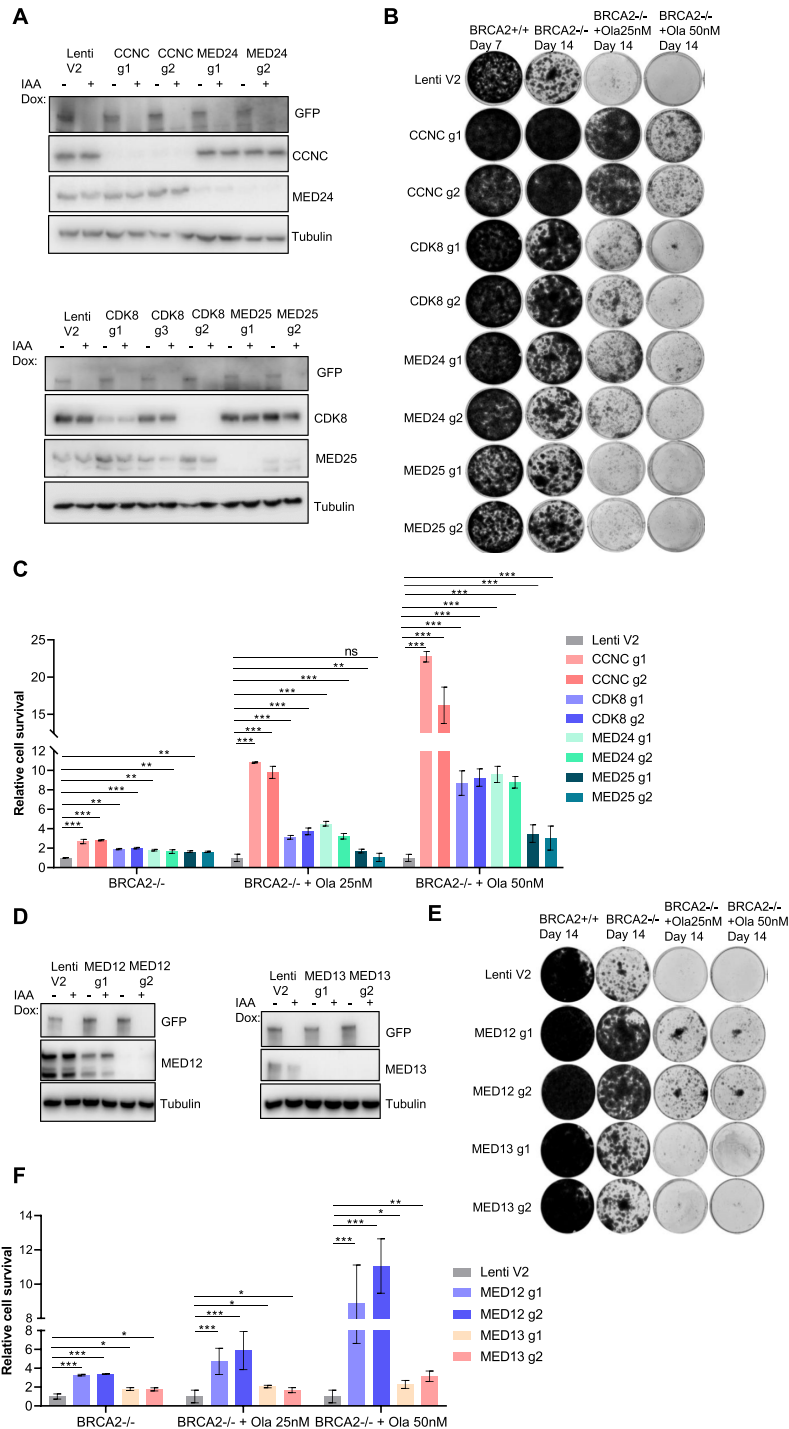 A
Lenti CCNC CCNC MED24 MED24
V2 g1 g2 g1 g2
IAA - + - + - + - + - +
Dox:
GFP
CCNC
MED24
Tubulin
Lenti CDK8 CDK8 CDK8 MED25 MED25
V2 g1 g3 g2 g1 g2
IAA - + - + - + - + - + - +
Dox:
GFP
CDK8
MED25
Tubulin
B
BRCA2+/+ BRCA2-/- BRCA2-/- BRCA2-/-
Day 7 Day 14 +Ola25nM +Ola 50nM
Day 14 Day 14
Lenti V2
CCNC g1
CCNC g2
CDK8 g1
CDK8 g2
MED24 g1
MED24 g2
MED25 g1
MED25 g2
C
Relative cell survival
25
20
15
12
10
8
6
4
2
0
*** *** ** *** ** ** ** **
*** *** *** *** *** *** ** ns
*** *** *** *** *** *** *** ***
BRCA2-/- BRCA2-/- + Ola 25nM BRCA2-/- + Ola 50nM
Lenti V2
CCNC g1
CCNC g2
CDK8 g1
CDK8 g2
MED24 g1
MED24 g2
MED25 g1
MED25 g2
D
Lenti MED12 MED12
V2 g1 g2
IAA - + - + - +
Dox:
GFP
MED12
Tubulin
Lenti MED13 MED13
V2 g1 g2
IAA - + - + - +
Dox:
GFP
MED13
Tubulin
E
BRCA2+/+ BRCA2-/- BRCA2-/- BRCA2-/-
Day 14 Day 14 +Ola25nM +Ola 50nM
Day 14 Day 14
Lenti V2
MED12 g1
MED12 g2
MED13 g1
MED13 g2
F
Relative cell survival
14
12
10
8
8
6
4
2
0
*** *** * *
*** *** * *
*** *** * **
BRCA2-/- BRCA2-/- + Ola 25nM BRCA2-/- + Ola 50nM
Lenti V2
MED12 g1
MED12 g2
MED13 g1
MED13 g2